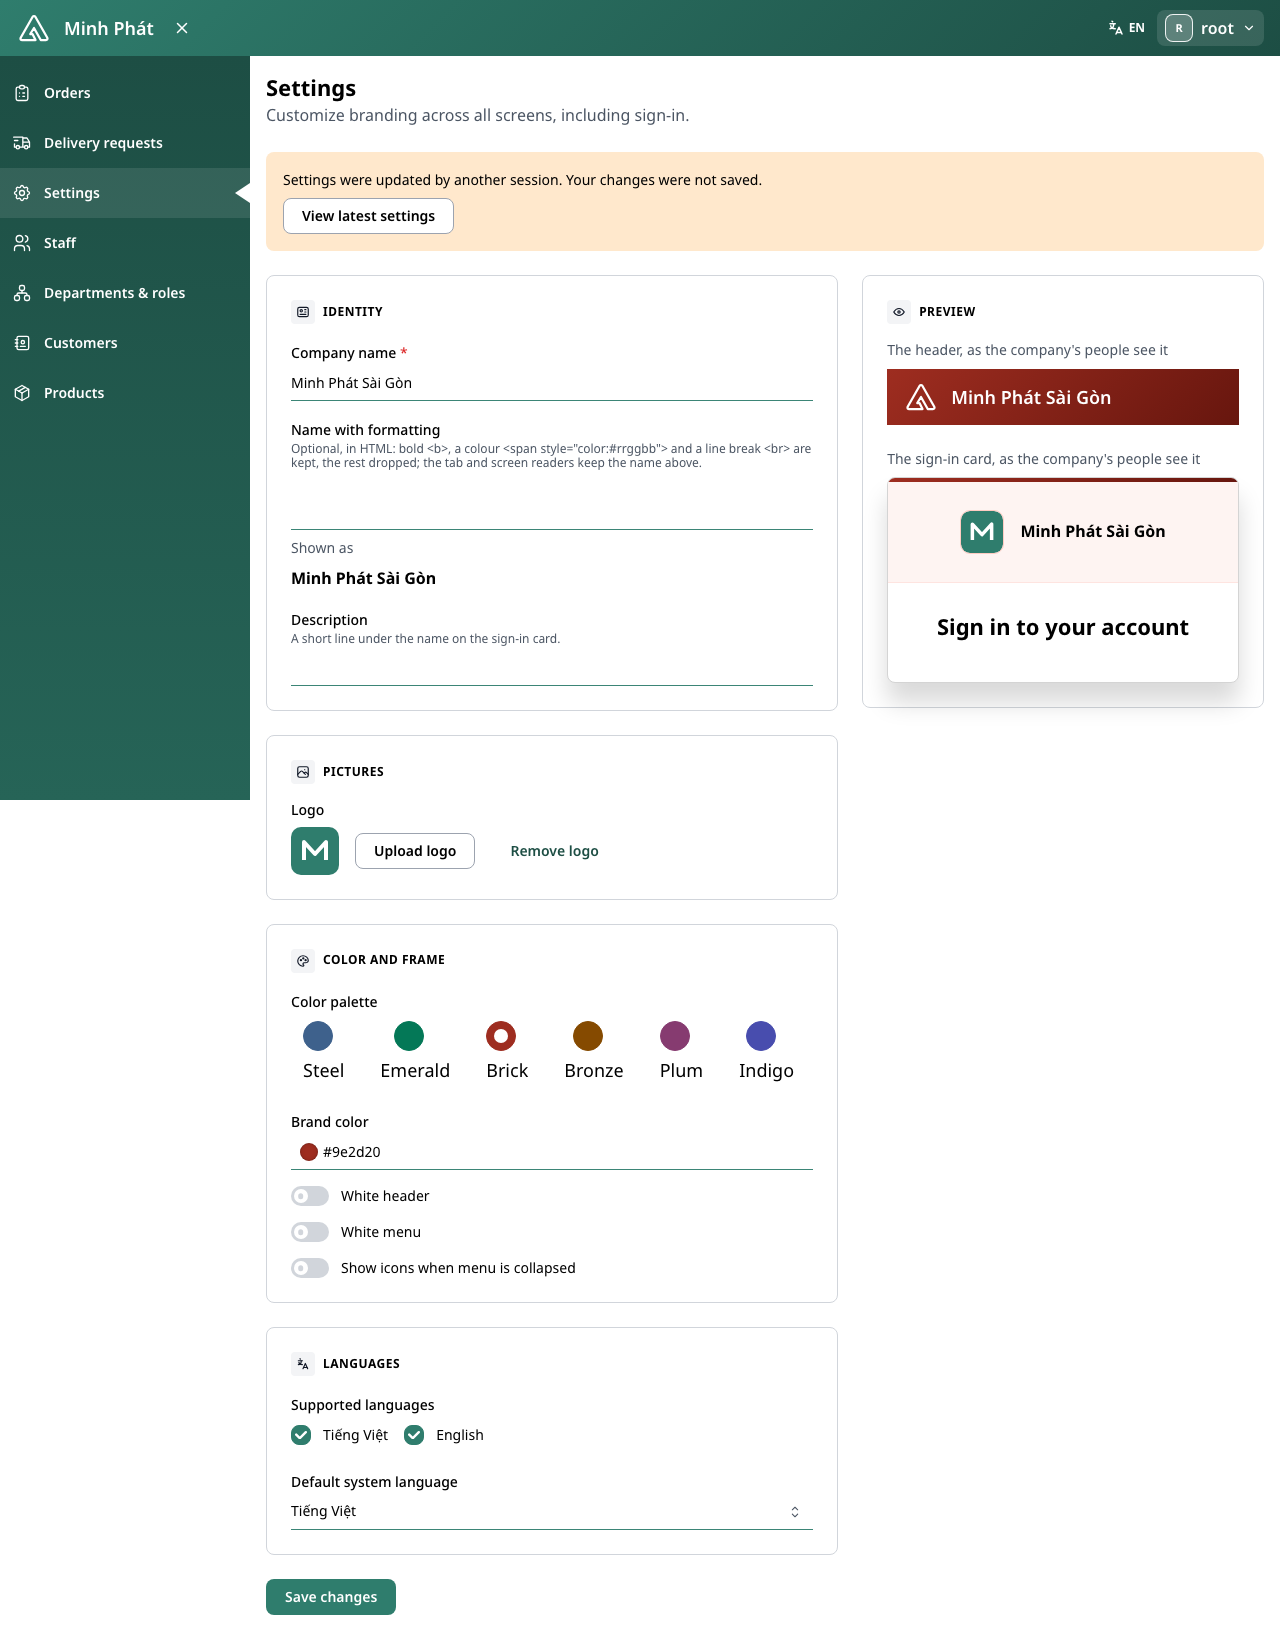 Minh Phát
EN
R
root
Orders
Delivery requests
Settings
Staff
Departments & roles
Customers
Products
Settings
Customize branding across all screens, including sign-in.
Settings were updated by another session. Your changes were not saved.
View latest settings
IDENTITY
Company name *
Minh Phát Sài Gòn
Name with formatting
Optional, in HTML: bold <b>, a colour <span style="color:#rrggbb"> and a line break <br> are
kept, the rest dropped; the tab and screen readers keep the name above.
Shown as
Minh Phát Sài Gòn
Description
A short line under the name on the sign-in card.
PREVIEW
The header, as the company's people see it
Minh Phát Sài Gòn
The sign-in card, as the company's people see it
Minh Phát Sài Gòn
Sign in to your account
PICTURES
Logo
Upload logo
Remove logo
COLOR AND FRAME
Color palette
Steel
Emerald
Brick
Bronze
Plum
Indigo
Brand color
#9e2d20
White header
White menu
Show icons when menu is collapsed
LANGUAGES
Supported languages
Tiếng Việt
English
Default system language
Tiếng Việt
Save changes